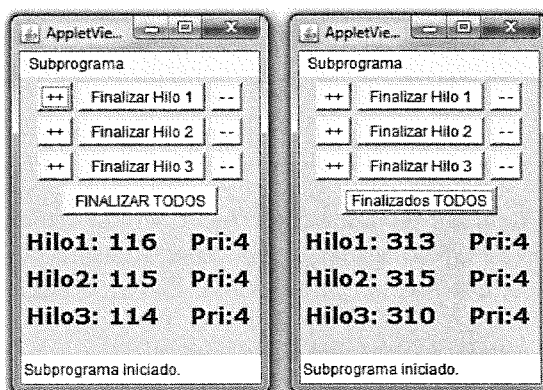 AppletVie...
Subprograma
++ Finalizar Hilo 1 --
++ Finalizar Hilo 2 --
++ Finalizar Hilo 3 --
FINALIZAR TODOS
Hilo1: 116 Pri:4
Hilo2: 115 Pri:4
Hilo3: 114 Pri:4
Subprograma iniciado.
AppletVie...
Subprograma
++ Finalizar Hilo 1 --
++ Finalizar Hilo 2 --
++ Finalizar Hilo 3 --
Finalizados TODOS
Hilo1: 313 Pri:4
Hilo2: 315 Pri:4
Hilo3: 310 Pri:4
Subprograma iniciado.